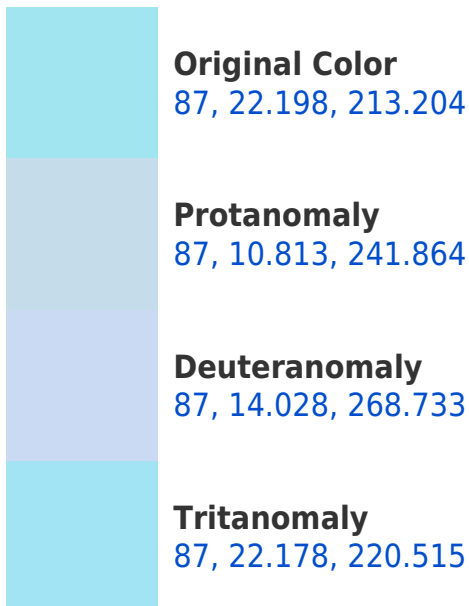 Original Color
87, 22.198, 213.204
Protanomaly
87, 10.813, 241.864
Deuteranomaly
87, 14.028, 268.733
Tritanomaly
87, 22.178, 220.515